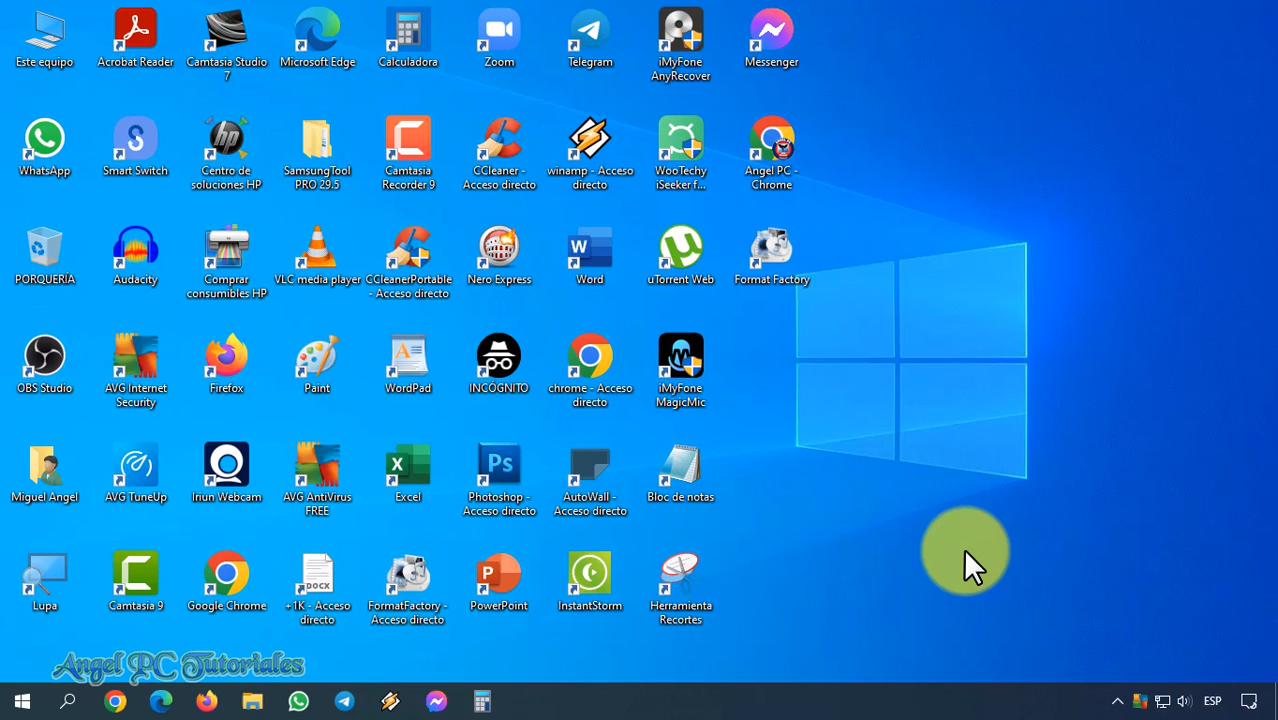 Este equipo
Acrobat Reader
Camtasia Studio
7
Microsoft Edge
Calculadora
Zoom
Telegram
iMyFone
AnyRecover
Messenger
WhatsApp
Smart Switch
Centro de
soluciones HP
SamsungTool
PRO 29.5
Camtasia
Recorder 9
CCleaner -
Acceso directo
winamp - Acceso
directo
WooTechy
iSeeker f...
Angel PC -
Chrome
PORQUERÍA
Audacity
Comprar
consumibles HP
VLC media player
CCleanerPortable
- Acceso directo
Nero Express
Word
uTorrent Web
Format Factory
OBS Studio
AVG Internet
Security
Firefox
Paint
WordPad
INCÓGNITO
chrome - Acceso
directo
iMyFone
MagicMic
Miguel Angel
AVG TuneUp
Iriun Webcam
AVG AntiVirus
FREE
Excel
Photoshop -
Acceso directo
AutoWall -
Acceso directo
Bloc de notas
Lupa
Camtasia 9
Google Chrome
+1K - Acceso
directo
FormatFactory -
Acceso directo
PowerPoint
InstantStorm
Herramienta
Recortes
Angel PC Tutoriales
ESP